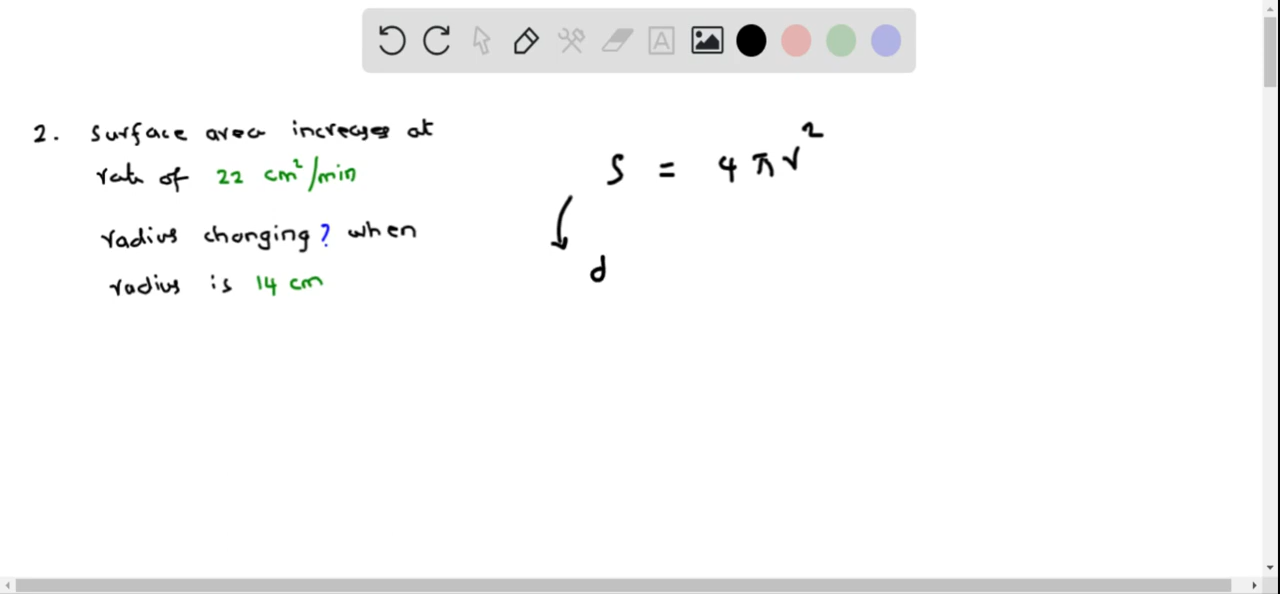 2. Surface area increases at
rate of 22 cm²/min
radius changing? when
radius is 14 cm
S = 4πr²
d
A